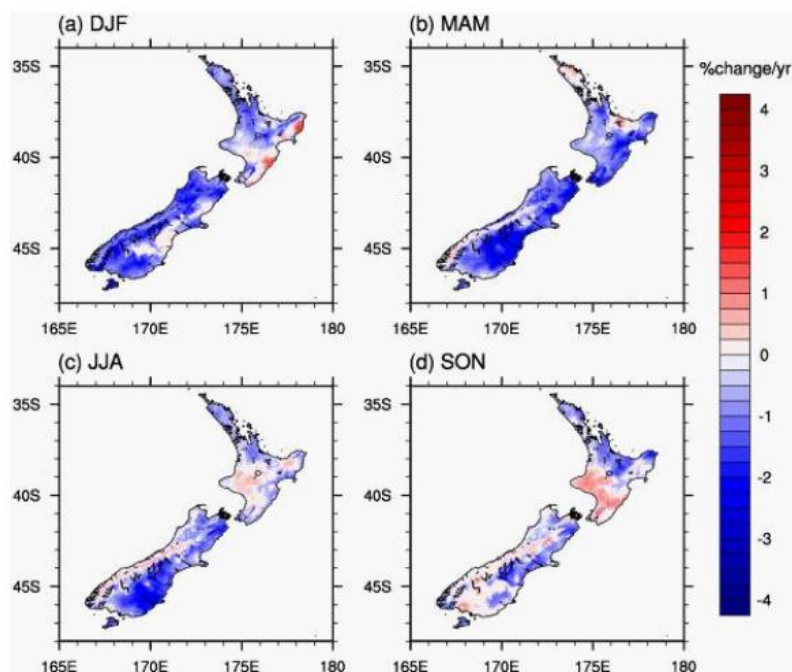 (a) DJF
(b) MAM
%change/yr
35S
40S
45S
165E
170E
175E
180
35S
40S
45S
165E
170E
175E
180
(c) JJA
(d) SON
35S
40S
45S
165E
170E
175E
180
35S
40S
45S
165E
170E
175E
180
4
3
2
1
0
-1
-2
-3
-4